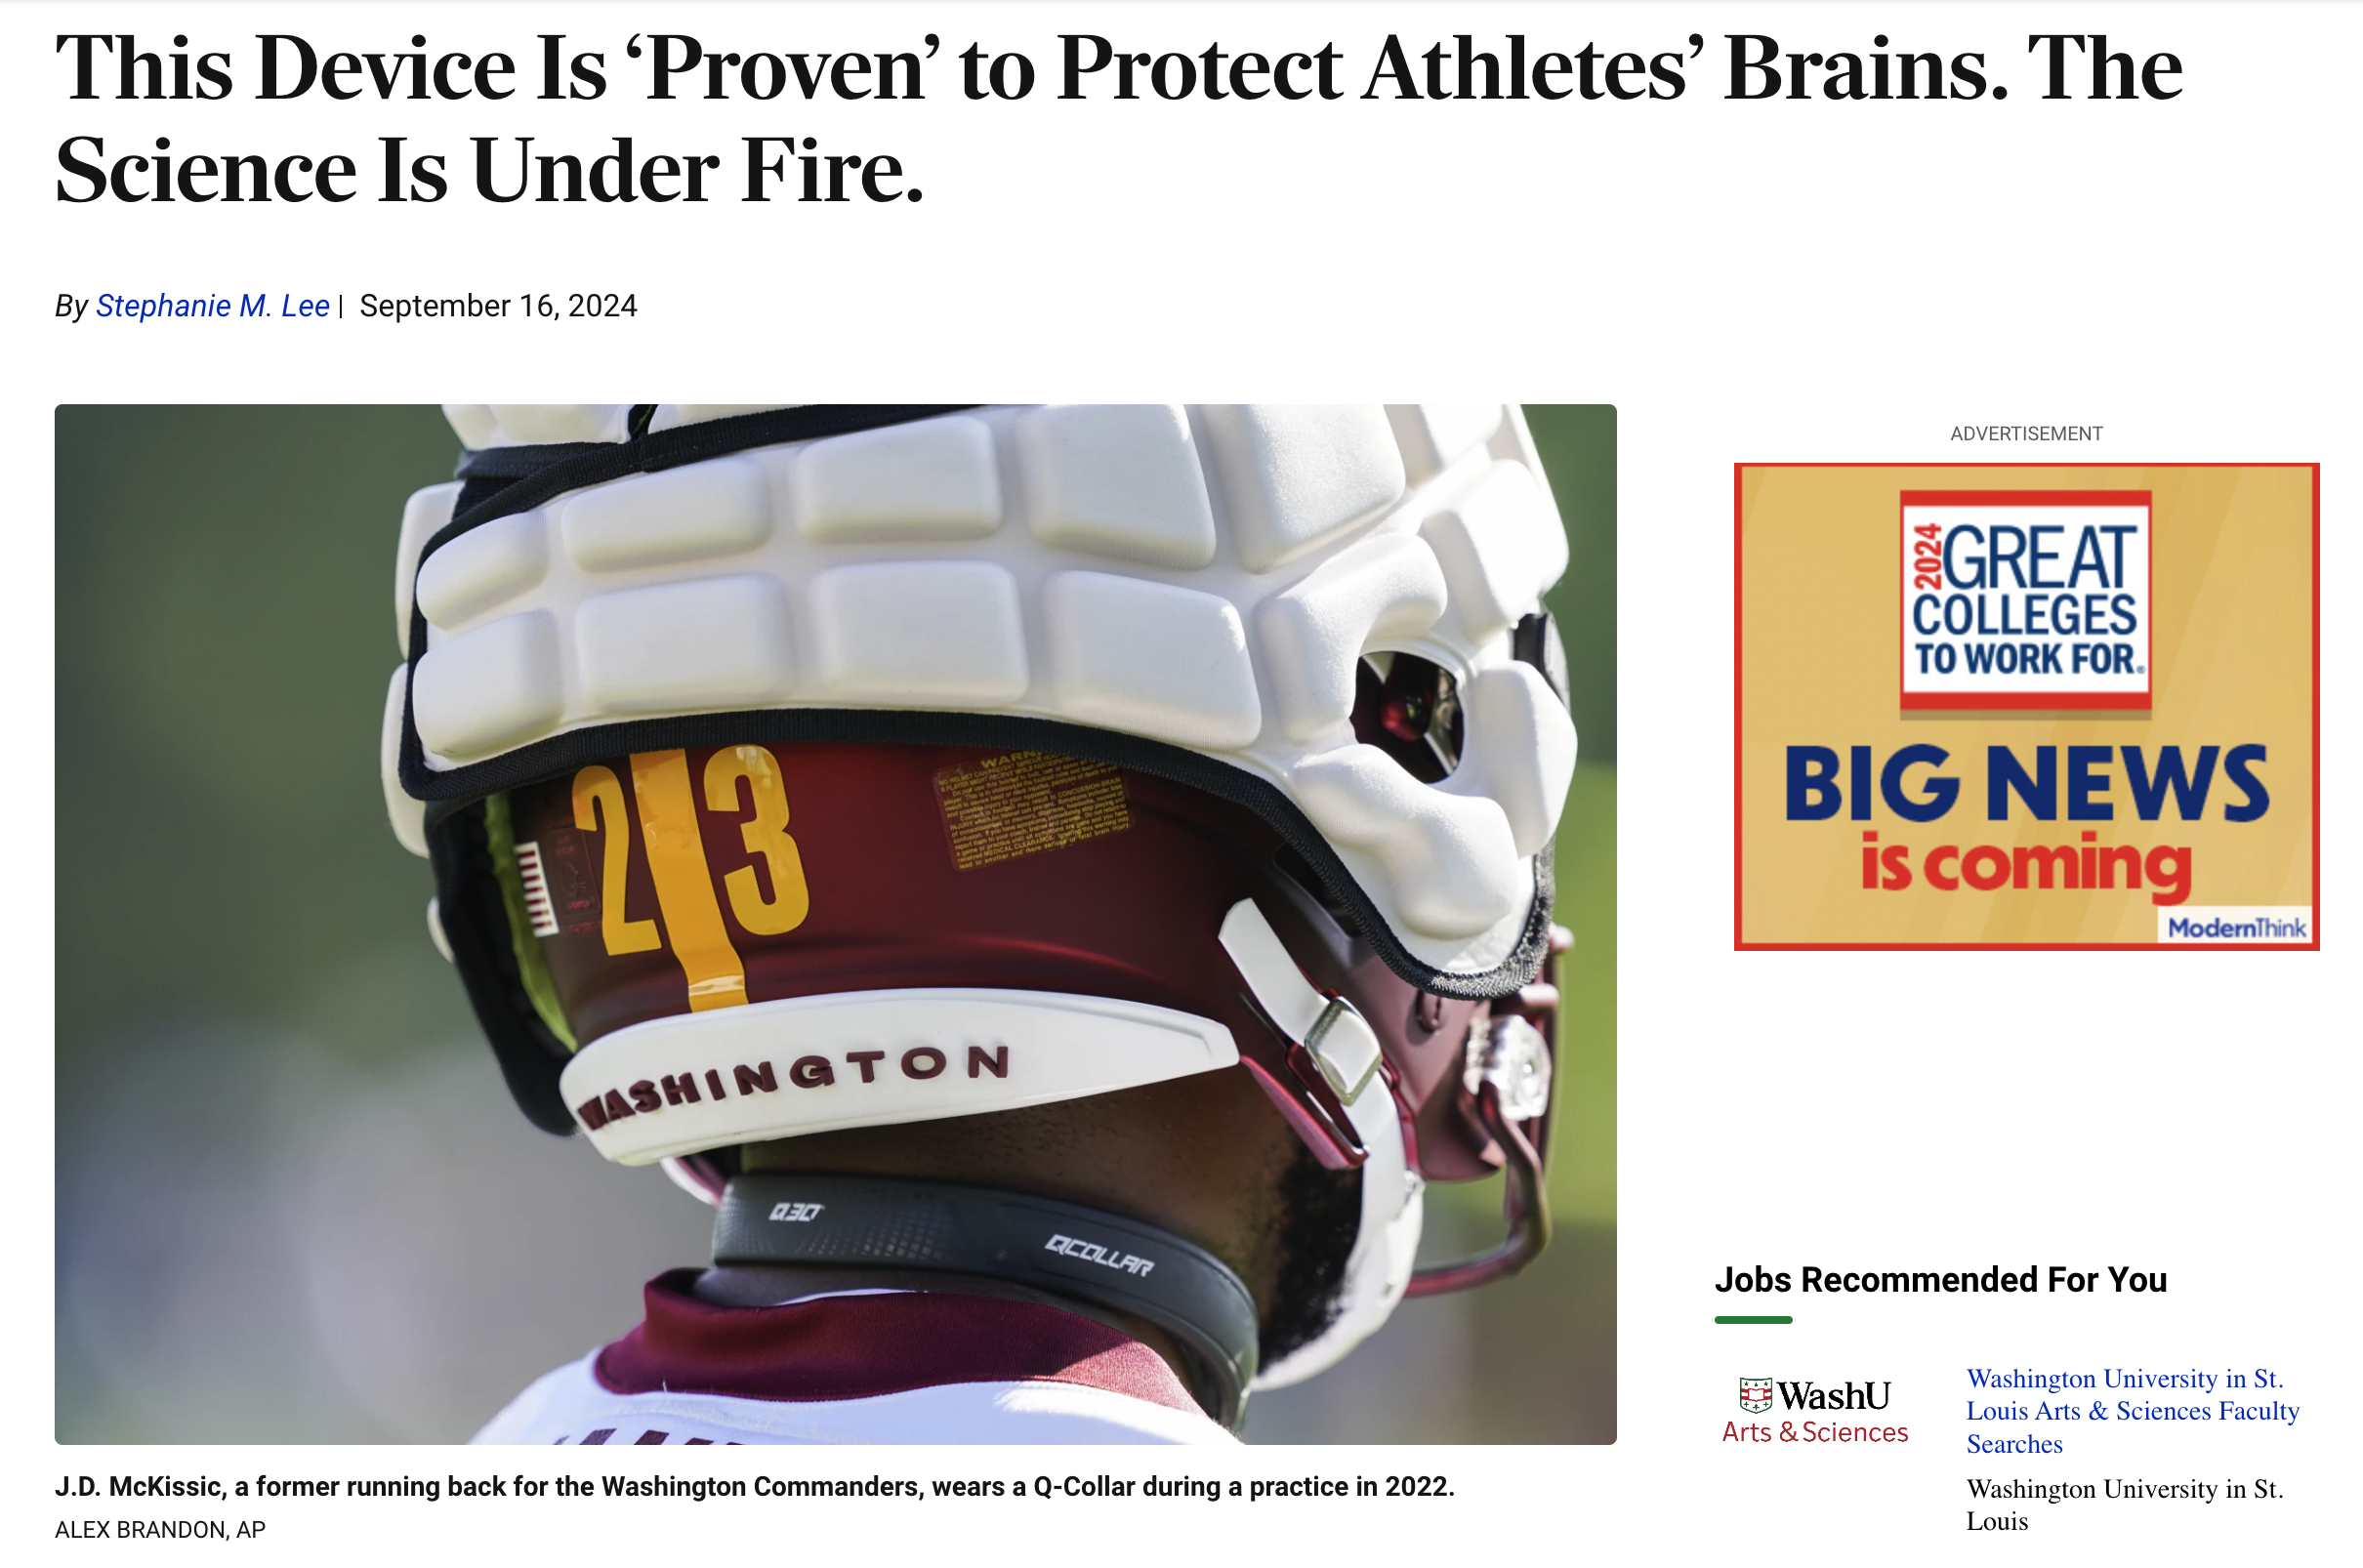 This Device Is ‘Proven’ to Protect Athletes’ Brains. The
Science Is Under Fire.
By Stephanie M. Lee | September 16, 2024
ADVERTISEMENT
2024
GREAT
COLLEGES
TO WORK FOR®
BIG NEWS
is coming
ModernThink
2 3
WASHINGTON
Q30
QCOLLAR
Jobs Recommended For You
WashU
Arts & Sciences
Washington University in St.
Louis Arts & Sciences Faculty
Searches
Washington University in St.
Louis
J.D. McKissic, a former running back for the Washington Commanders, wears a Q-Collar during a practice in 2022.
ALEX BRANDON, AP